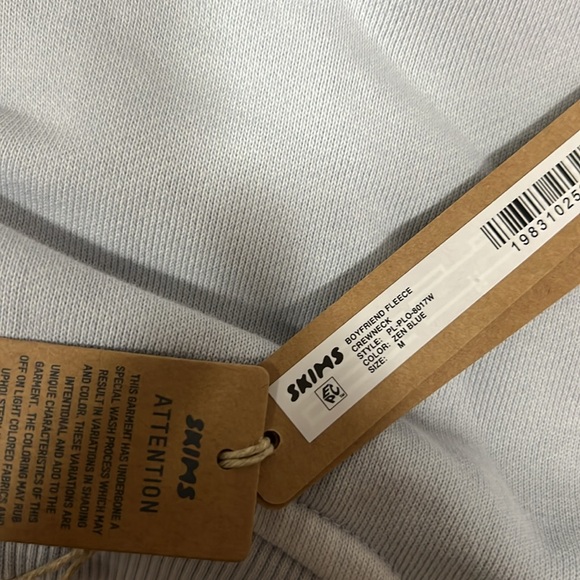 SKIMS
BOYFRIEND FLEECE
CREWNECK
STYLE: PL-PLO-8017W
COLOR: ZEN BLUE
SIZE: M
19831025
SKIMS
ATTENTION
THIS GARMENT HAS UNDERGONE A
SPECIAL WASH PROCESS WHICH MAY
RESULT IN VARIATIONS IN SHADING
AND COLOR. THESE VARIATIONS ARE
INTENTIONAL AND ADD TO THE
UNIQUE CHARACTERISTICS OF THIS
GARMENT. THE COLORING MAY RUB
OFF ON LIGHT COLORED FABRICS AND